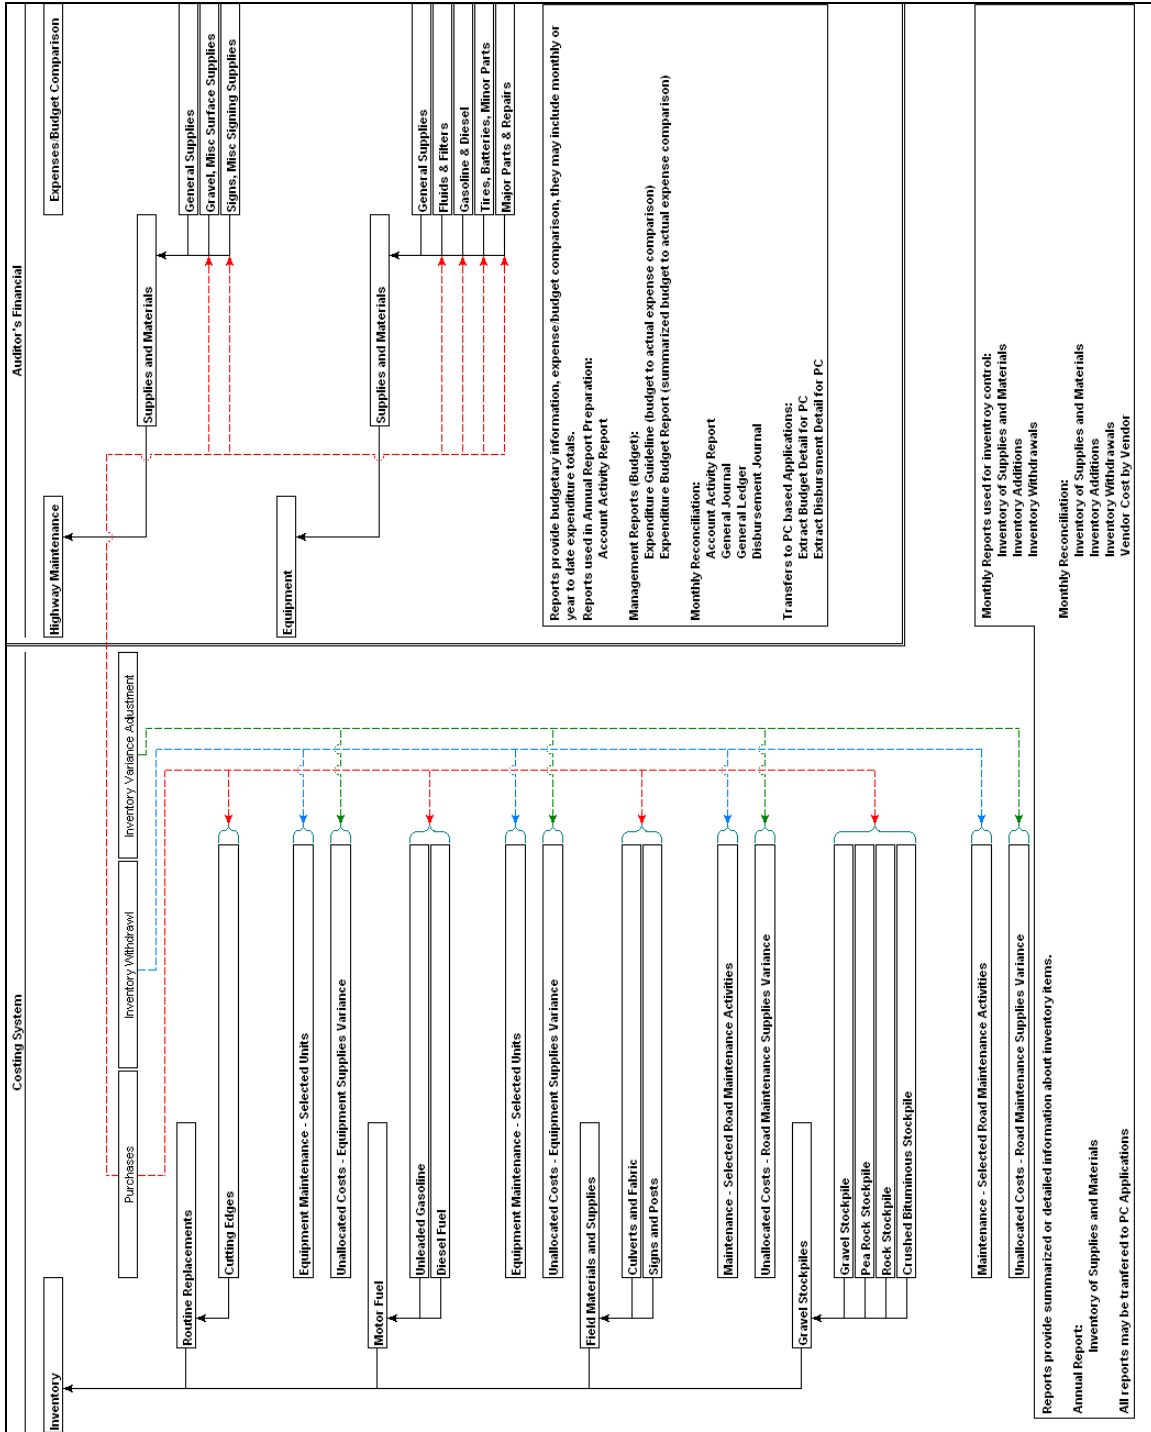 Costing System
Auditor's Financial
Inventory
Highway Maintenance
Expenses/Budget Comparison
Purchases
Inventory Withdrawl
Inventory Variance Adjustment
Supplies and Materials
Routine Replacements
General Supplies
Gravel, Misc Surface Supplies
Cutting Edges
Signs, Misc Signing Supplies
Equipment
Equipment Maintenance - Selected Units
Unallocated Costs - Equipment Supplies Variance
Motor Fuel
Supplies and Materials
Unleaded Gasoline
General Supplies
Diesel Fuel
Fluids & Filters
Gasoline & Diesel
Tires, Batteries, Minor Parts
Major Parts & Repairs
Equipment Maintenance - Selected Units
Unallocated Costs - Equipment Supplies Variance
Field Materials and Supplies
Culverts and Fabric
Signs and Posts
Maintenance - Selected Road Maintenance Activities
Unallocated Costs - Road Maintenance Supplies Variance
Gravel Stockpiles
Gravel Stockpile
Pea Rock Stockpile
Rock Stockpile
Crushed Bituminous Stockpile
Maintenance - Selected Road Maintenance Activities
Unallocated Costs - Road Maintenance Supplies Variance
Reports provide budgetary information, expense/budget comparison, they may include monthly or
year to date expenditure totals.
Reports used in Annual Report Preparation:
Account Activity Report
Management Reports (Budget):
Expenditure Guideline (budget to actual expense comparison)
Expenditure Budget Report (summarized budget to actual expense comparison)
Monthly Reconciliation:
Account Activity Report
General Journal
General Ledger
Disbursement Journal
Transfers to PC based Applications:
Extract Budget Detail for PC
Extract Disbursment Detail for PC
Reports provide summarized or detailed information about inventory items.
Annual Report:
Inventory of Supplies and Materials
All reports may be tranfered to PC Applications
Monthly Reports used for inventroy control:
Inventory of Supplies and Materials
Inventory Additions
Inventory Withdrawals
Monthly Reconciliation:
Inventory of Supplies and Materials
Inventory Additions
Inventory Withdrawals
Vendor Cost by Vendor